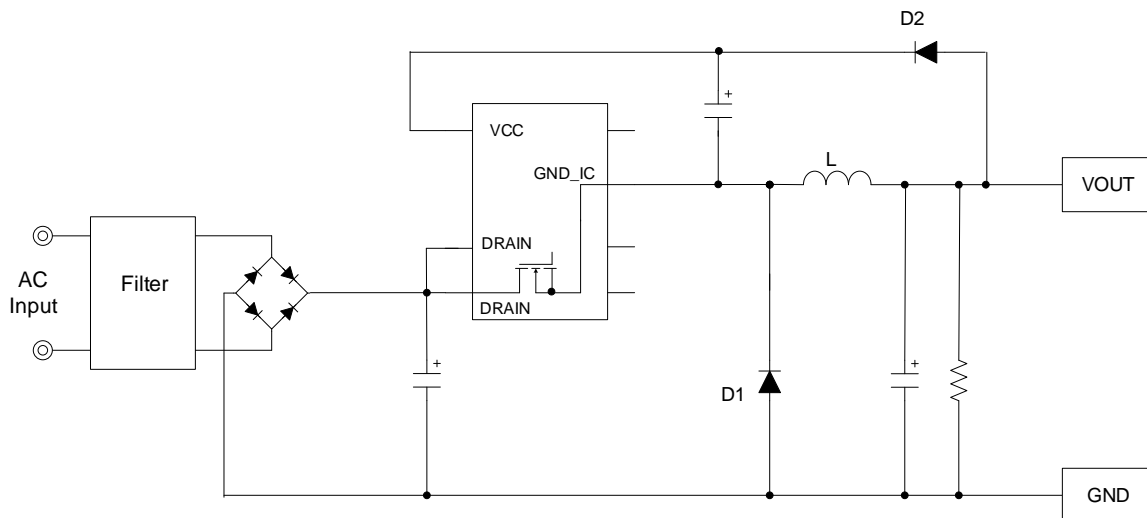 D2
+
VCC
L
GND_IC
VOUT
DRAIN
AC
Input
Filter
DRAIN
+
+
D1
GND